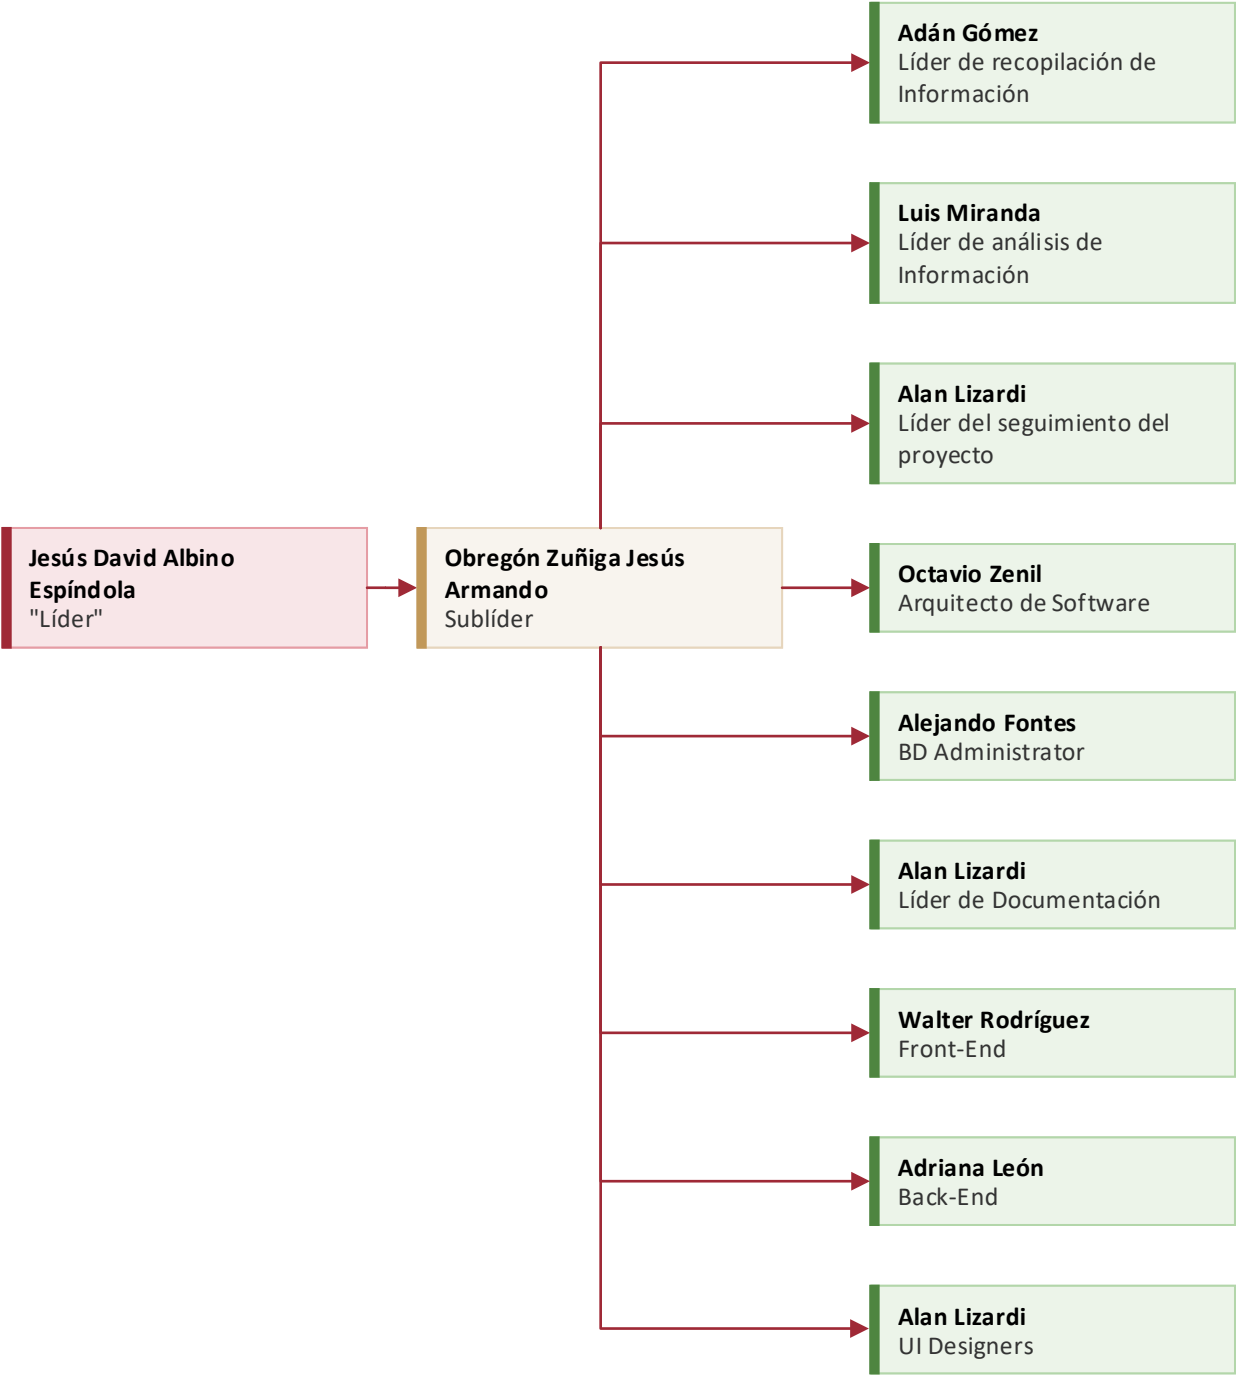 Jesús David Albino
Espíndola
"Líder"
Obregón Zuñiga Jesús
Armando
Sublíder
Adán Gómez
Líder de recopilación de
Información
Luis Miranda
Líder de análisis de
Información
Alan Lizardi
Líder del seguimiento del
proyecto
Octavio Zenil
Arquitecto de Software
Alejando Fontes
BD Administrator
Alan Lizardi
Líder de Documentación
Walter Rodríguez
Front-End
Adriana León
Back-End
Alan Lizardi
UI Designers